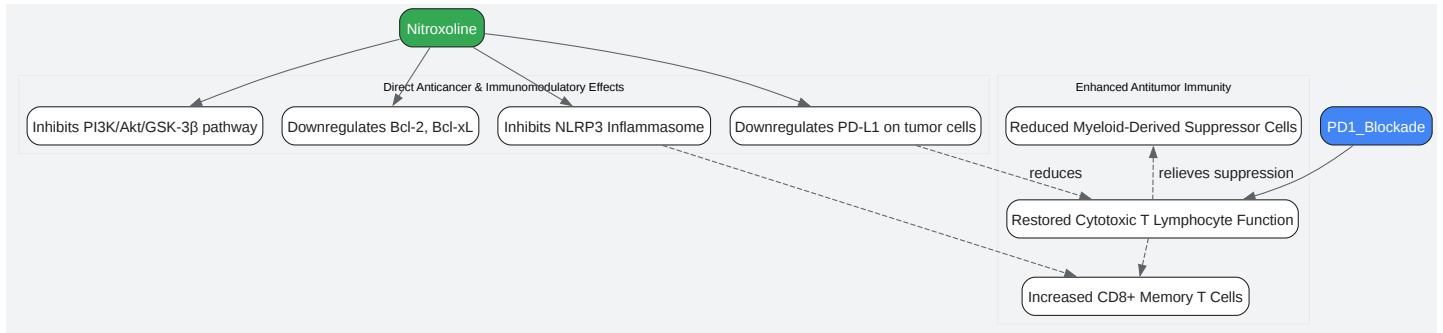 Nitroxoline
Direct Anticancer & Immunomodulatory Effects
Enhanced Antitumor Immunity
Inhibits PI3K/Akt/GSK-3β pathway
Downregulates Bcl-2, Bcl-xL
Inhibits NLRP3 Inflammasome
Downregulates PD-L1 on tumor cells
Reduced Myeloid-Derived Suppressor Cells
PD1_Blockade
reduces
relieves suppression
Restored Cytotoxic T Lymphocyte Function
Increased CD8+ Memory T Cells